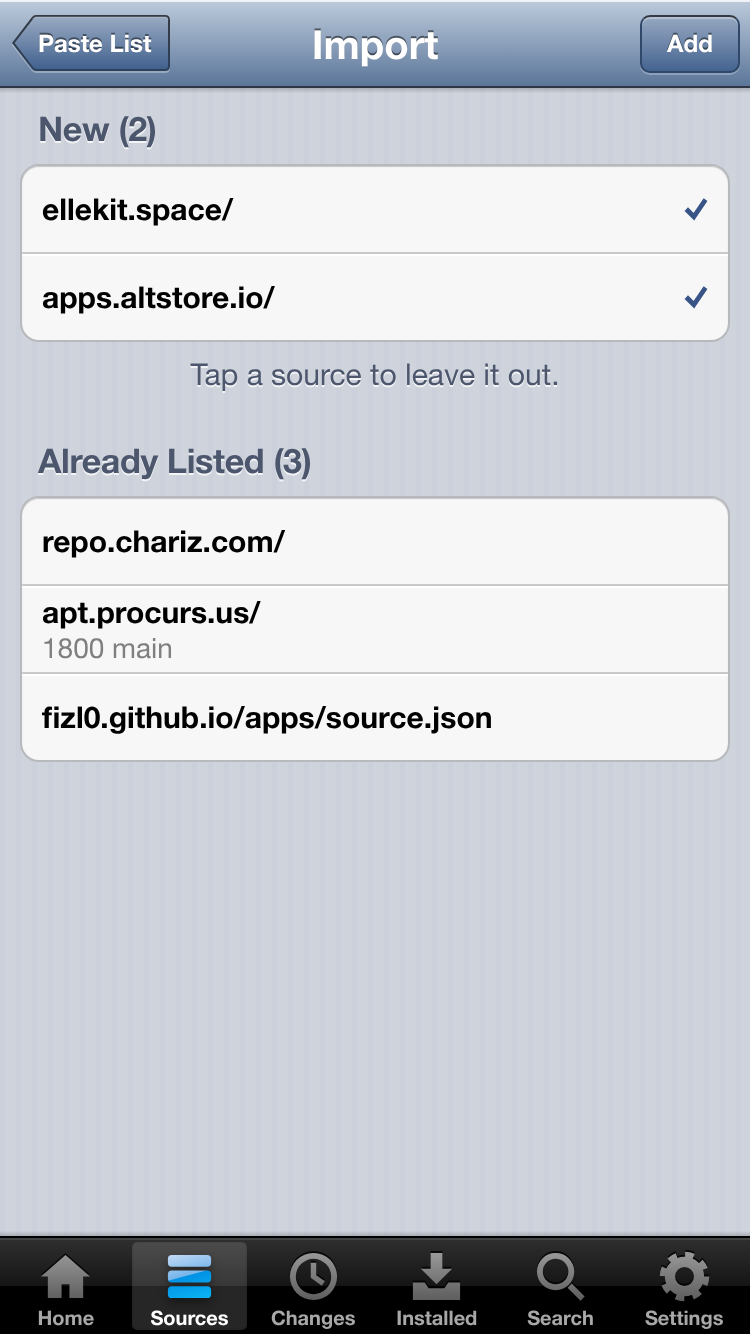 Paste List
Import
Add
New (2)
ellekit.space/
apps.altstore.io/
Tap a source to leave it out.
Already Listed (3)
repo.chariz.com/
apt.procurs.us/
1800 main
fizl0.github.io/apps/source.json
Home
Sources
Changes
Installed
Search
Settings